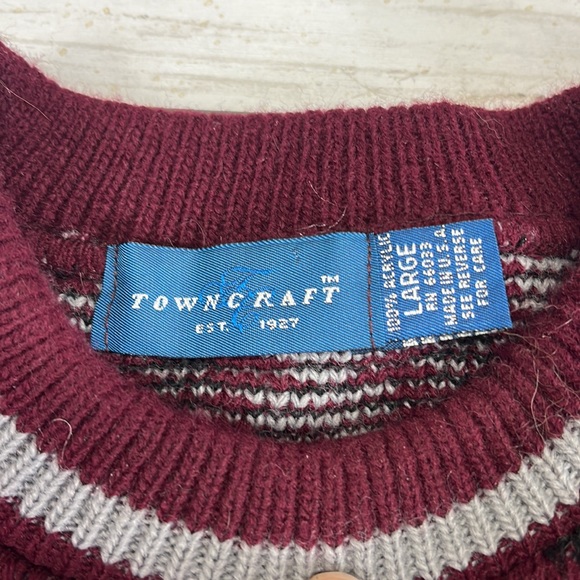 TOWNCRAFT™
EST. 1927
100% ACRYLIC
LARGE
RN 66033
MADE IN U.S.A.
SEE REVERSE
FOR CARE